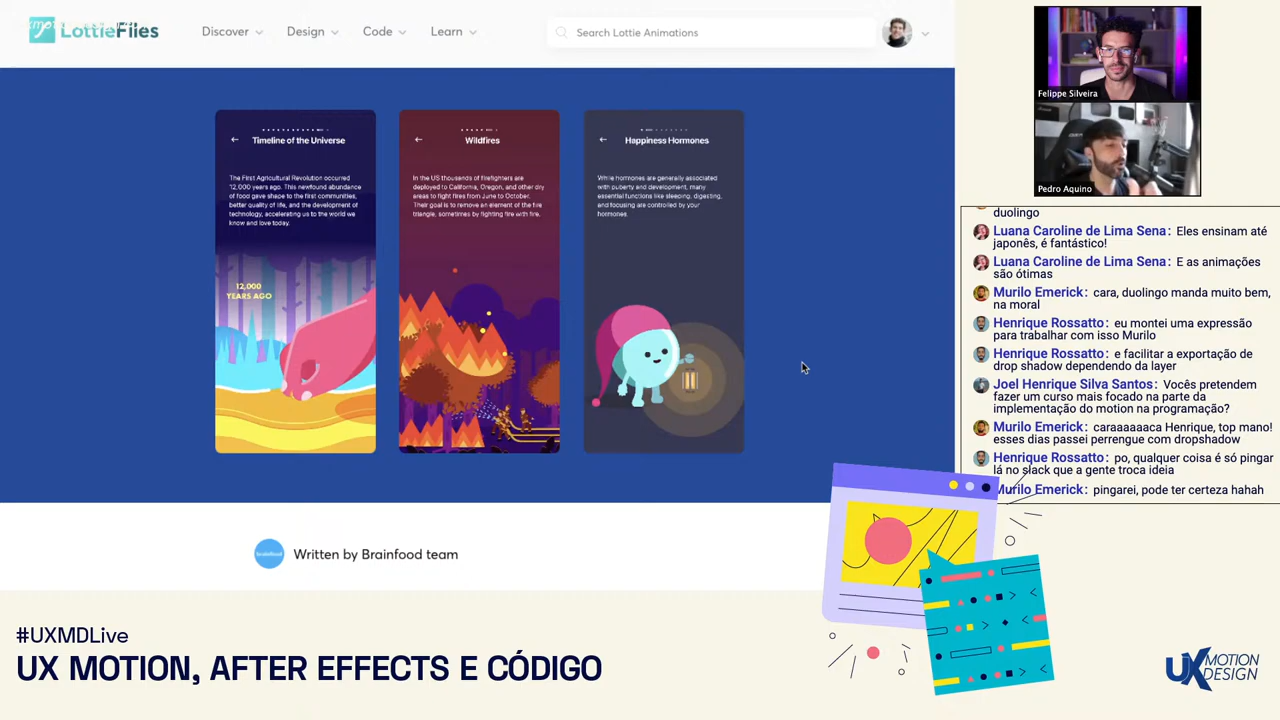 LottieFiles
Discover
Design
Code
Learn
Search Lottie Animations
Timeline of the Universe
The First Agricultural Revolution occurred
12,000 years ago. This newfound abundance
of food gave shape to the first communities,
better quality of life, and the development of
technology, accelerating us to the world we
know and love today.
12,000
YEARS AGO
Wildfires
In the US thousands of firefighters are
deployed to California, Oregon, and other dry
areas to fight fires from June to October.
Their goal is to remove an element of the fire
triangle, sometimes by fighting fire with fire.
Happiness Hormones
While hormones are generally associated
with puberty and development, many
essential functions like sleeping, digesting,
and focusing are controlled by your
hormones.
brainfood
Written by Brainfood team
Felippe Silveira
Pedro Aquino
duolingo
Luana Caroline de Lima Sena: Eles ensinam até
japonês, é fantástico!
Luana Caroline de Lima Sena: E as animações
são ótimas
Murilo Emerick: cara, duolingo manda muito bem,
na moral
Henrique Rossatto: eu montei uma expressão
para trabalhar com isso Murilo
Henrique Rossatto: e facilitar a exportação de
drop shadow dependendo da layer
Joel Henrique Silva Santos: Vocês pretendem
fazer um curso mais focado na parte da
implementação do motion na programação?
Murilo Emerick: caraaaaaaca Henrique, top mano!
esses dias passei perrengue com dropshadow
Henrique Rossatto: po, qualquer coisa é só pingar
lá no slack que a gente troca ideia
Murilo Emerick: pingarei, pode ter certeza hahah
#UXMDLive
UX MOTION, AFTER EFFECTS E CÓDIGO
UX MOTION
DESIGN